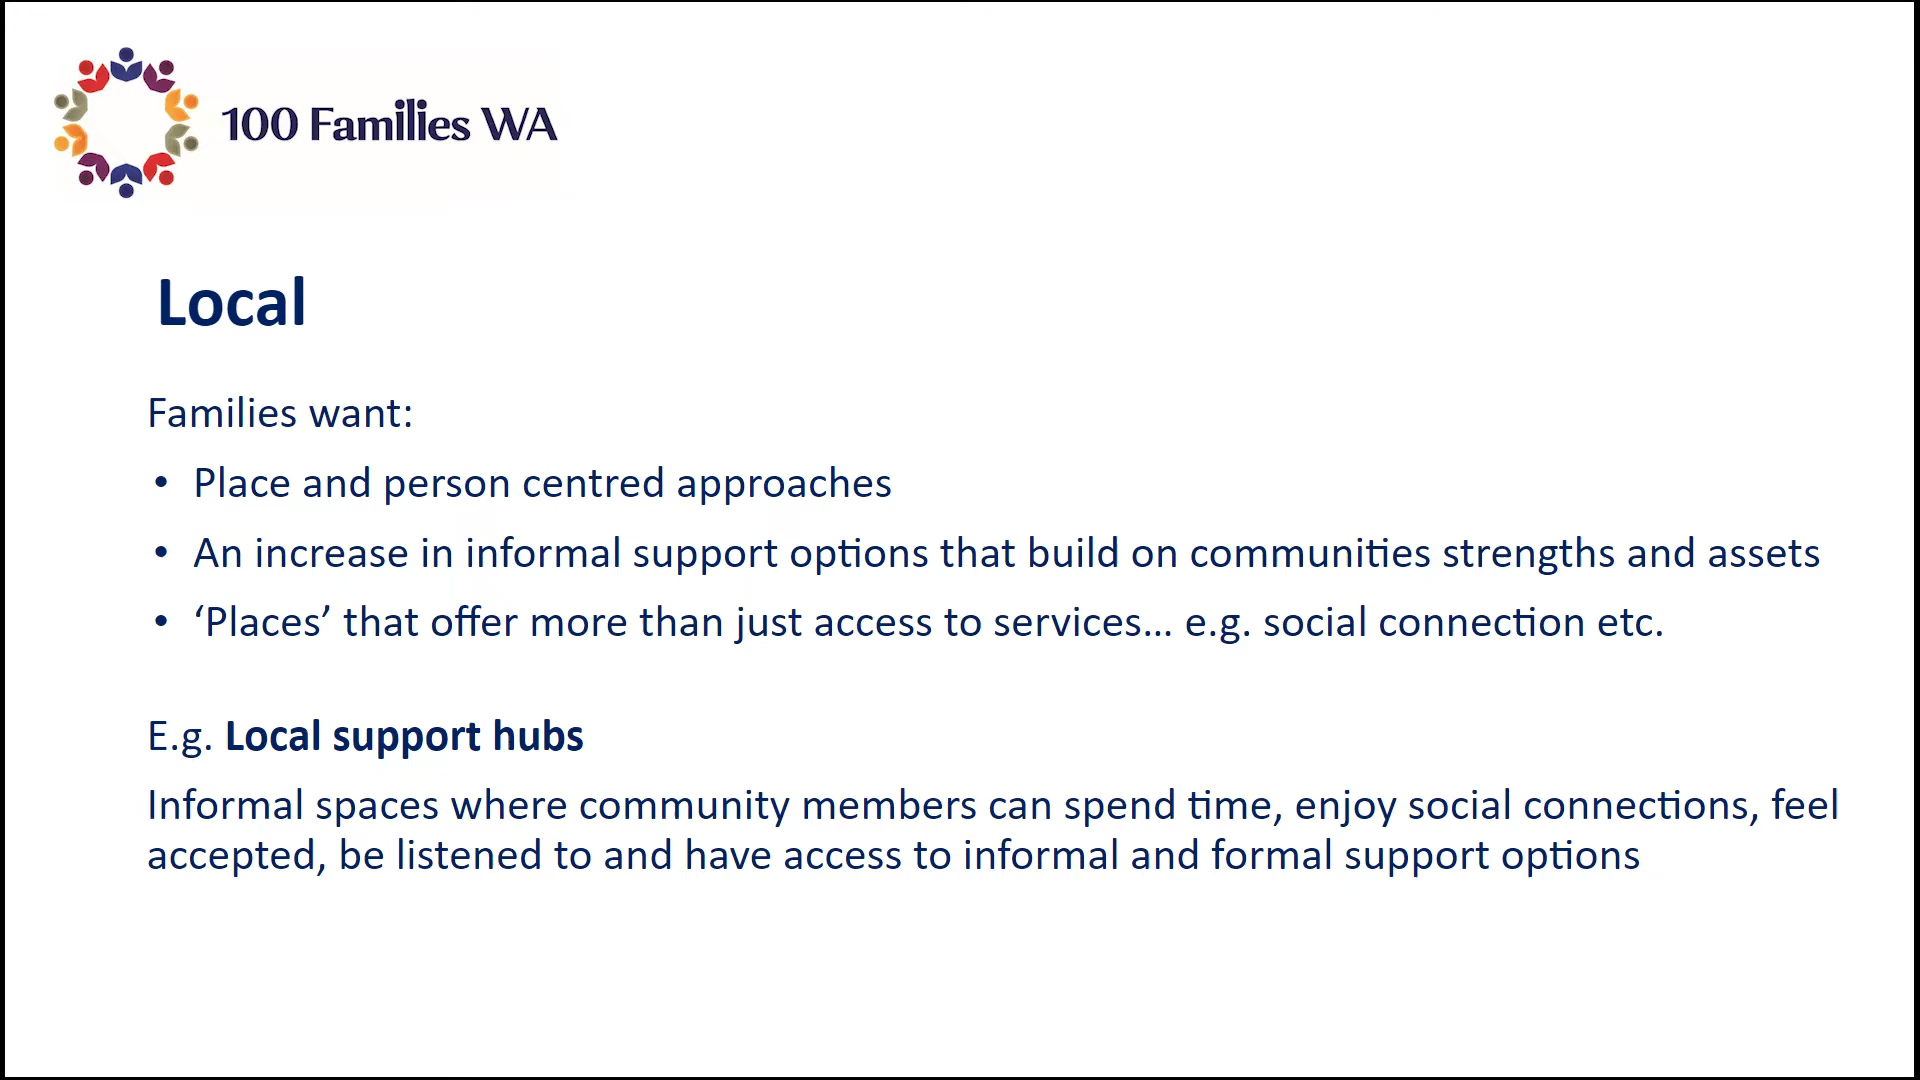 100 Families WA
Local
Families want:
• Place and person centred approaches
• An increase in informal support options that build on communities strengths and assets
• ‘Places’ that offer more than just access to services... e.g. social connection etc.
E.g. Local support hubs
Informal spaces where community members can spend time, enjoy social connections, feel
accepted, be listened to and have access to informal and formal support options